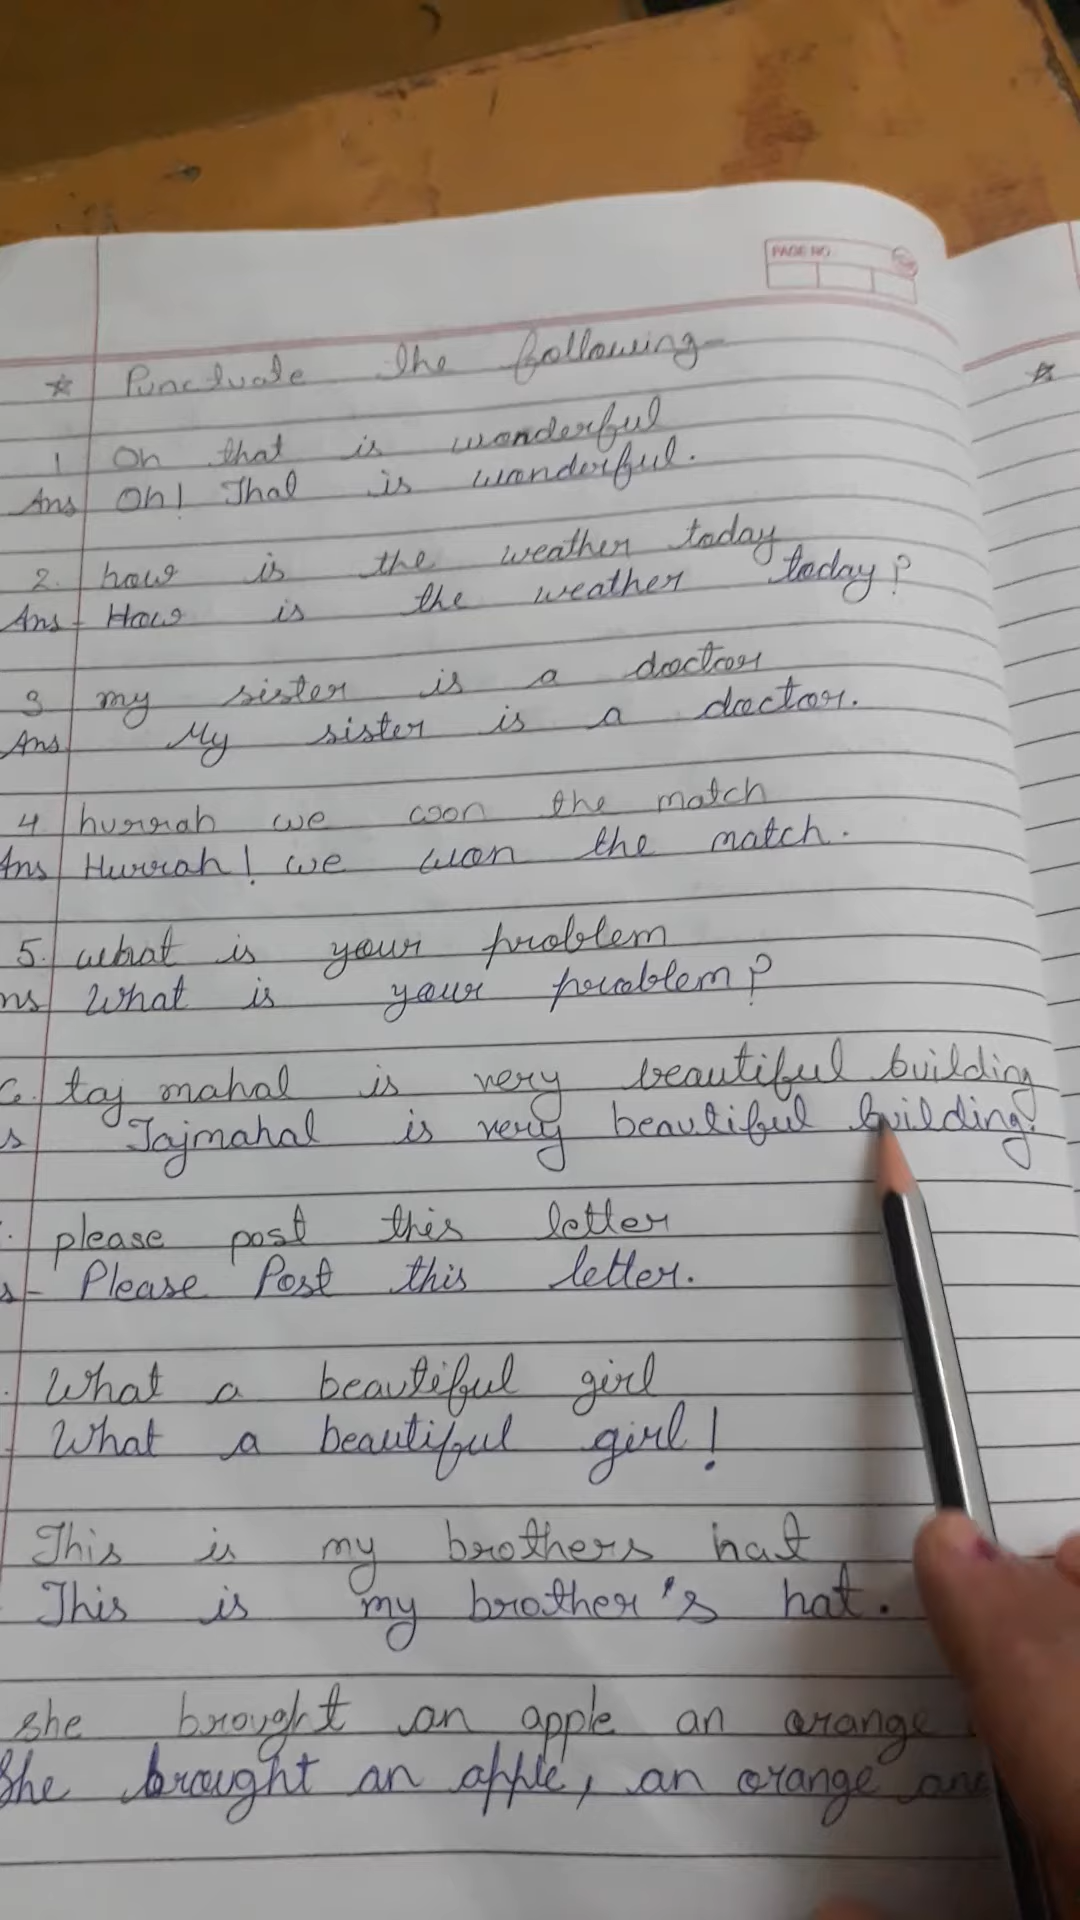 PAGE NO.
* Punctuate the following-
1 Oh that is wonderful
Ans Oh! That is wonderful.
2. how is the weather today
Ans - How is the weather today?
3 my sister is a doctor
Ans My sister is a doctor.
4 hurrah we won the match
Ans Hurrah! we won the match.
5. what is your problem
ns What is your problem?
6. taj mahal is very beautiful building
s Tajmahal is very beautiful building.
please post this letter
s- Please Post this letter.
What a beautiful girl
What a beautiful girl!
This is my brothers hat
This is my brother's hat.
she brought an apple an orange
She brought an apple, an orange and